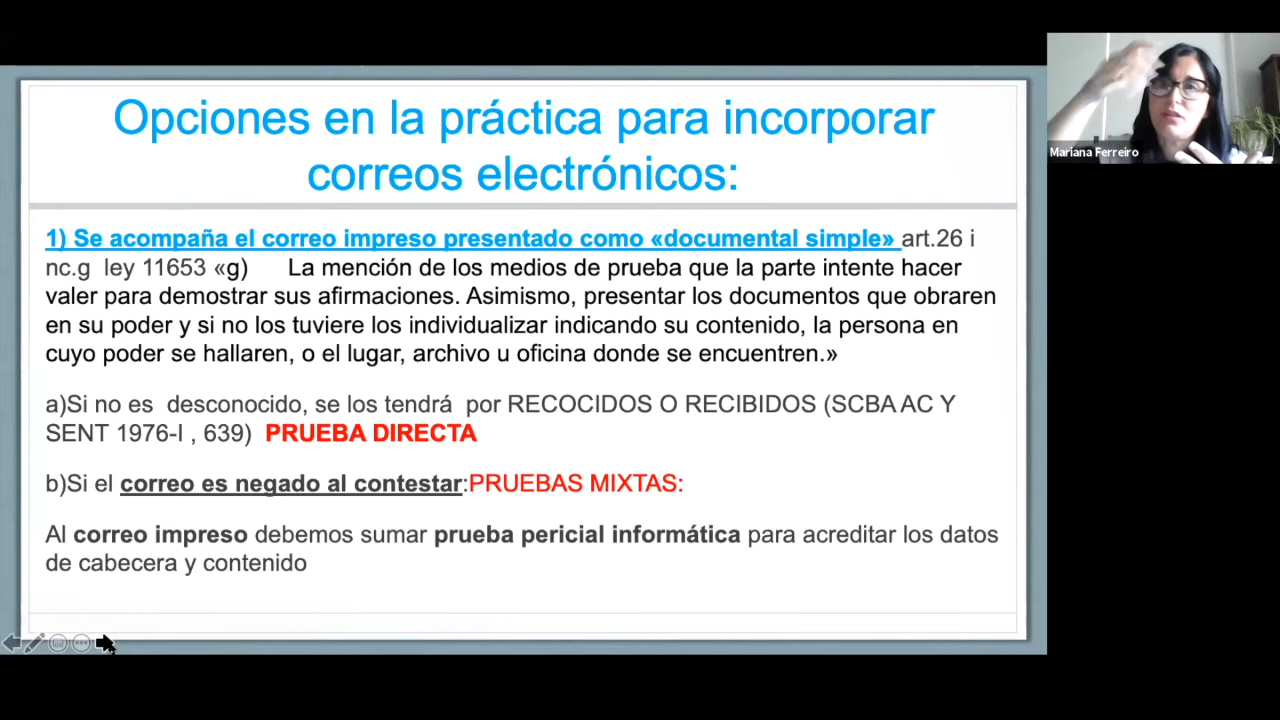 Opciones en la práctica para incorporar
correos electrónicos:
1) Se acompaña el correo impreso presentado como «documental simple» art.26 i
nc.g ley 11653 «g) La mención de los medios de prueba que la parte intente hacer
valer para demostrar sus afirmaciones. Asimismo, presentar los documentos que obraren
en su poder y si no los tuviere los individualizar indicando su contenido, la persona en
cuyo poder se hallaren, o el lugar, archivo u oficina donde se encuentren.»
a)Si no es desconocido, se los tendrá por RECOCIDOS O RECIBIDOS (SCBA AC Y
SENT 1976-I , 639) PRUEBA DIRECTA
b)Si el correo es negado al contestar:PRUEBAS MIXTAS:
Al correo impreso debemos sumar prueba pericial informática para acreditar los datos
de cabecera y contenido
Mariana Ferreiro